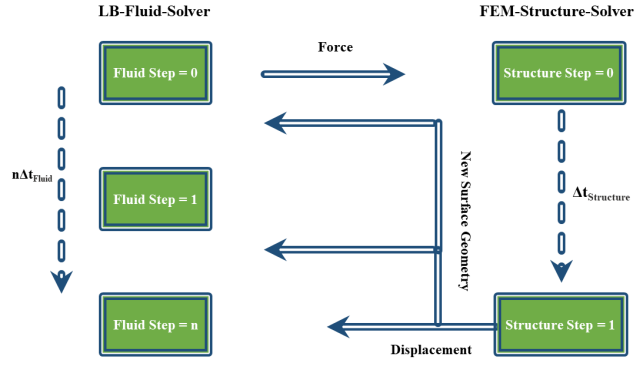 LB-Fluid-Solver
FEM-Structure-Solver
Fluid Step = 0
Force
Structure Step = 0
nΔtFluid
Fluid Step = 1
New Surface Geometry
ΔtStructure
Fluid Step = n
Structure Step = 1
Displacement